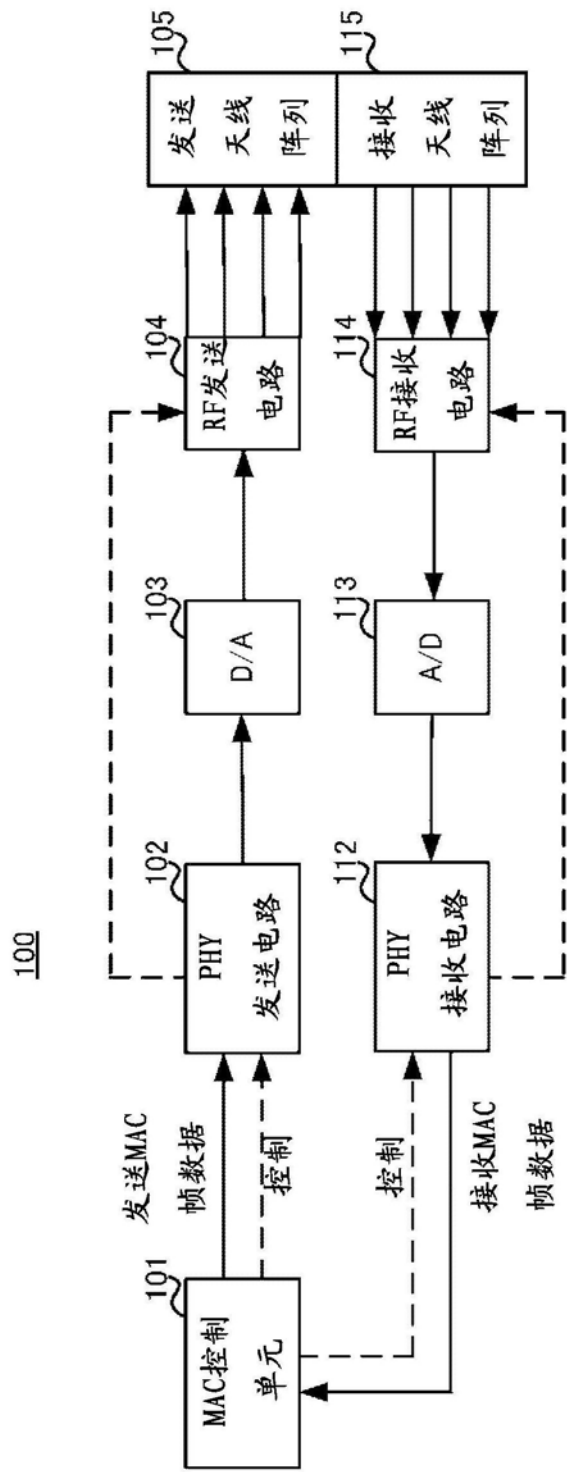 100
101
MAC控制
单元
发送MAC
帧数据
控制
102
PHY
发送电路
103
D/A
104
RF发送
电路
105
发送
天线
阵列
控制
接收MAC
帧数据
112
PHY
接收电路
113
A/D
114
RF接收
电路
115
接收
天线
阵列